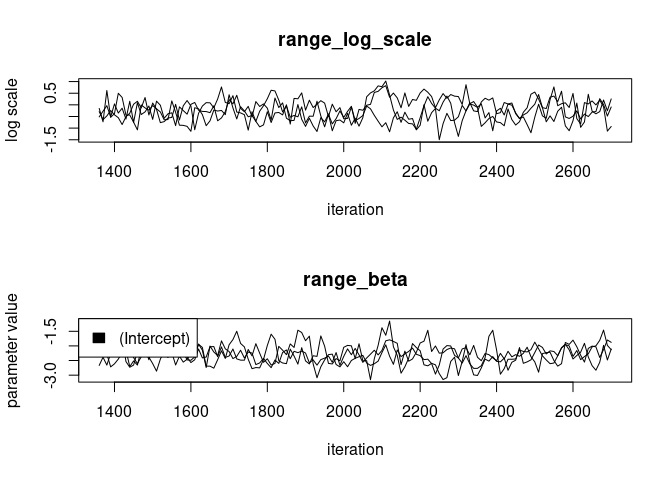 range_log_scale
log scale
0.5
-1.5
1400 1600 1800 2000 2200 2400 2600
iteration
range_beta
parameter value
-1.5
-3.0
(Intercept)
1400 1600 1800 2000 2200 2400 2600
iteration